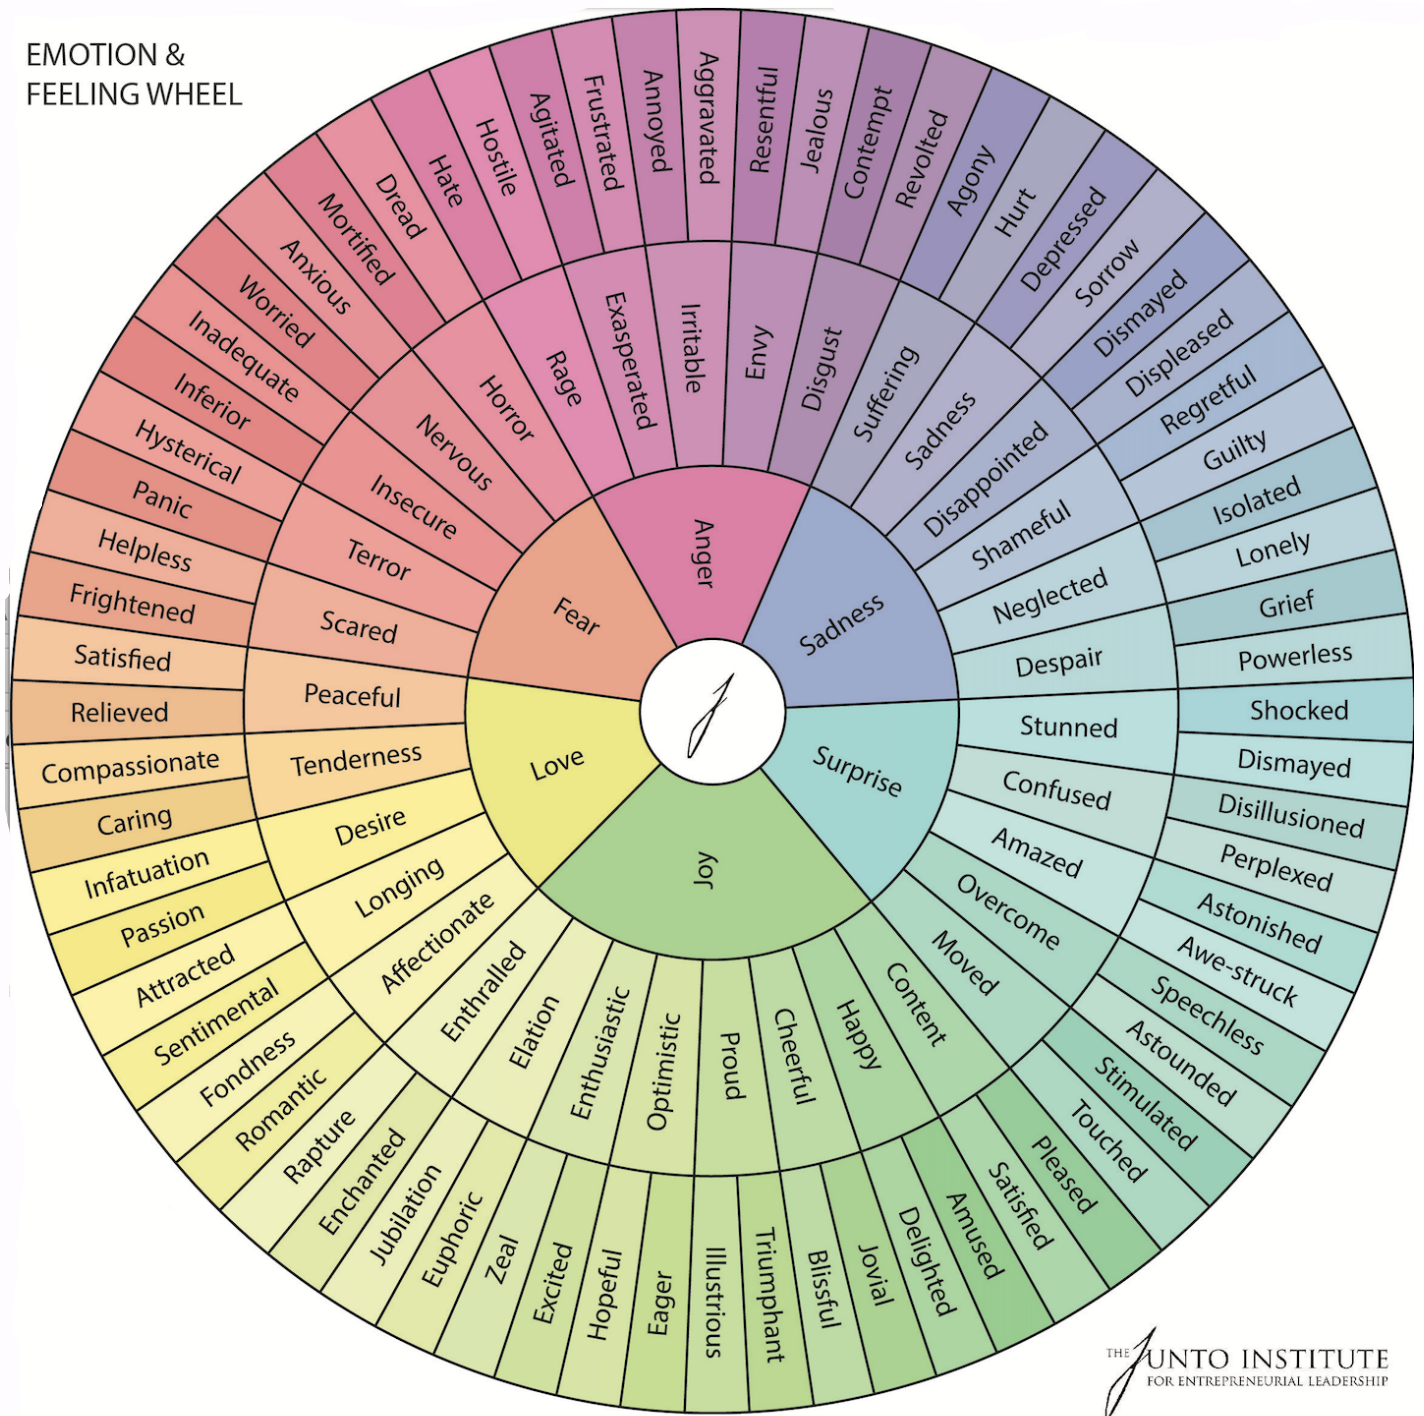 EMOTION &
FEELING WHEEL
Anger
Sadness
Surprise
Joy
Love
Fear
Rage
Exasperated
Irritable
Envy
Disgust
Suffering
Sadness
Disappointed
Shameful
Neglected
Despair
Stunned
Confused
Amazed
Overcome
Moved
Content
Happy
Cheerful
Proud
Optimistic
Enthusiastic
Elation
Enthralled
Affectionate
Longing
Desire
Tenderness
Peaceful
Scared
Terror
Insecure
Nervous
Horror
Hate
Hostile
Agitated
Frustrated
Annoyed
Aggravated
Resentful
Jealous
Contempt
Revolted
Agony
Hurt
Depressed
Sorrow
Dismayed
Displeased
Regretful
Guilty
Isolated
Lonely
Grief
Powerless
Shocked
Dismayed
Disillusioned
Perplexed
Astonished
Awe-struck
Speechless
Astounded
Stimulated
Touched
Pleased
Satisfied
Amused
Delighted
Jovial
Blissful
Triumphant
Illustrious
Eager
Hopeful
Excited
Zeal
Euphoric
Jubilation
Enchanted
Rapture
Romantic
Fondness
Sentimental
Attracted
Passion
Infatuation
Caring
Compassionate
Relieved
Satisfied
Frightened
Helpless
Panic
Hysterical
Inferior
Inadequate
Worried
Anxious
Mortified
Dread
J
THE JUNTO INSTITUTE
FOR ENTREPRENEURIAL LEADERSHIP